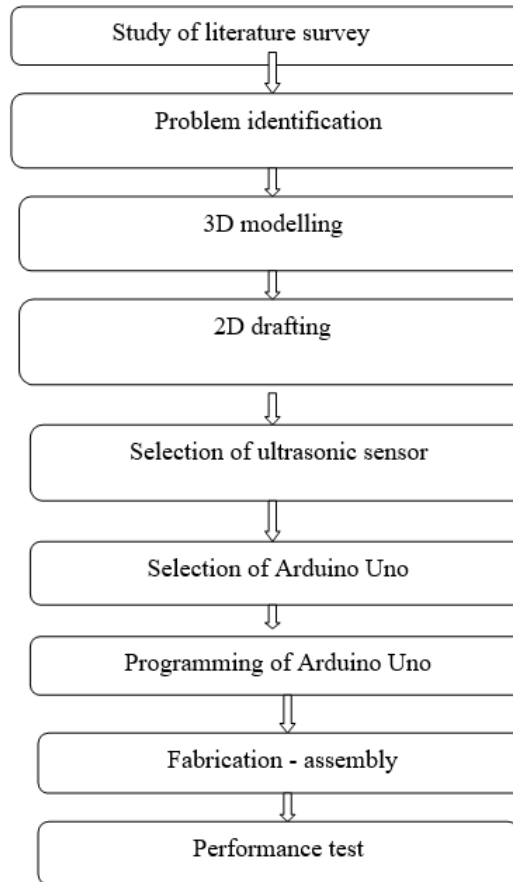 Study of literature survey
Problem identification
3D modelling
2D drafting
Selection of ultrasonic sensor
Selection of Arduino Uno
Programming of Arduino Uno
Fabrication - assembly
Performance test